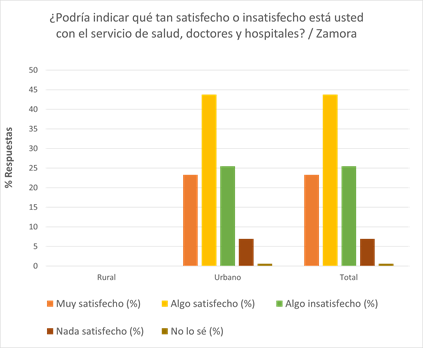 ¿Podría indicar qué tan satisfecho o insatisfecho está usted
con el servicio de salud, doctores y hospitales? / Zamora
50
45
40
35
30
25
20
15
10
5
0
% Respuestas
Rural Urbano Total
Muy satisfecho (%) Algo satisfecho (%) Algo insatisfecho (%)
Nada satisfecho (%) No lo sé (%)